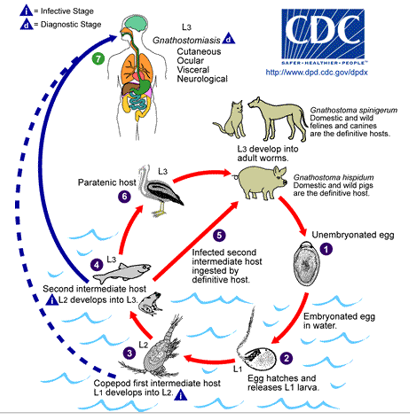 i = Infective Stage
d = Diagnostic Stage
7
L3
Gnathostomiasis d
Cutaneous
Ocular
Visceral
Neurological
CDC
SAFER • HEALTHIER • PEOPLE™
http://www.dpd.cdc.gov/dpdx
Gnathostoma spinigerum
Domestic and wild
felines and canines
are the definitive hosts.
L3 develop into
adult worms.
Gnathostoma hispidum
Domestic and wild pigs
are the definitive host.
L3
Paratenic host
6
Unembryonated egg
1
5
Infected second
intermediate host
ingested by
definitive host.
4
L3
Second intermediate host
i L2 develops into L3.
Embryonated egg
in water.
3
L2
2
L1
Egg hatches and
releases L1 larva.
Copepod first intermediate host
L1 develops into L2. i